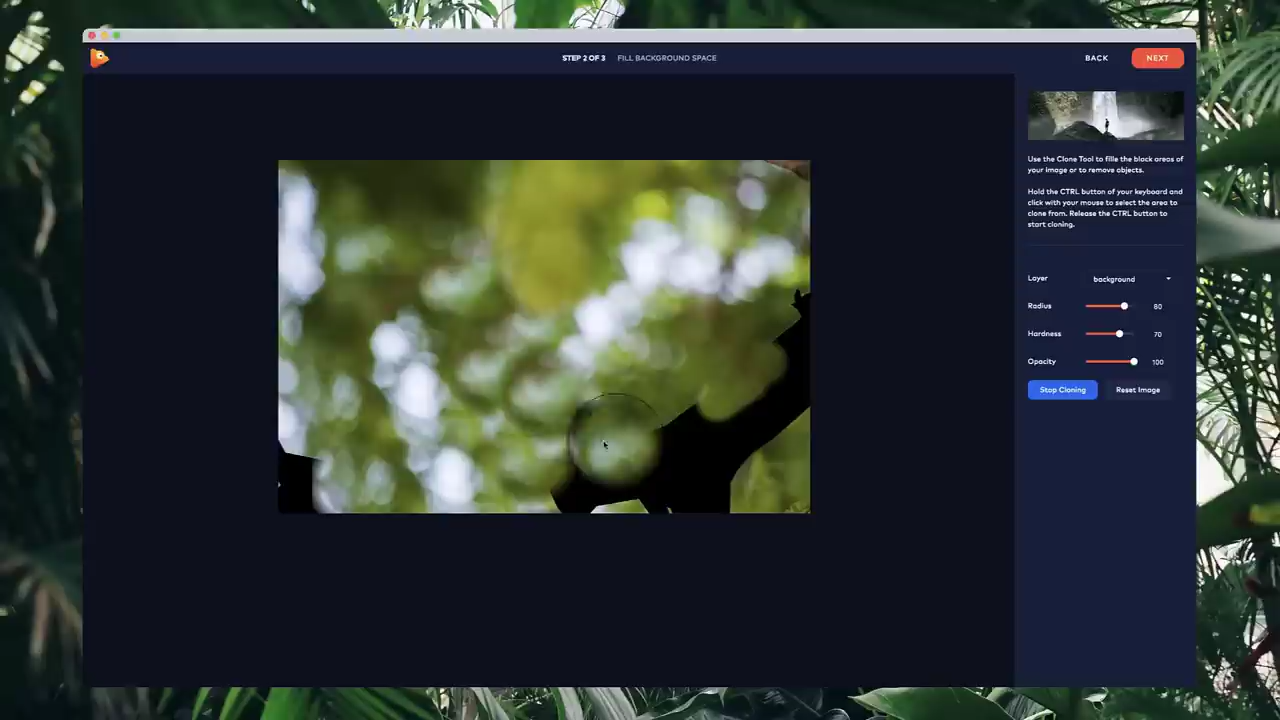 STEP 2 OF 3 FILL BACKGROUND SPACE
BACK
NEXT
Use the Clone Tool to fille the black areas of
your image or to remove objects.
Hold the CTRL button of your keyboard and
click with your mouse to select the area to
clone from. Release the CTRL button to
start cloning.
Layer background
Radius 80
Hardness 70
Opacity 100
Stop Cloning Reset Image